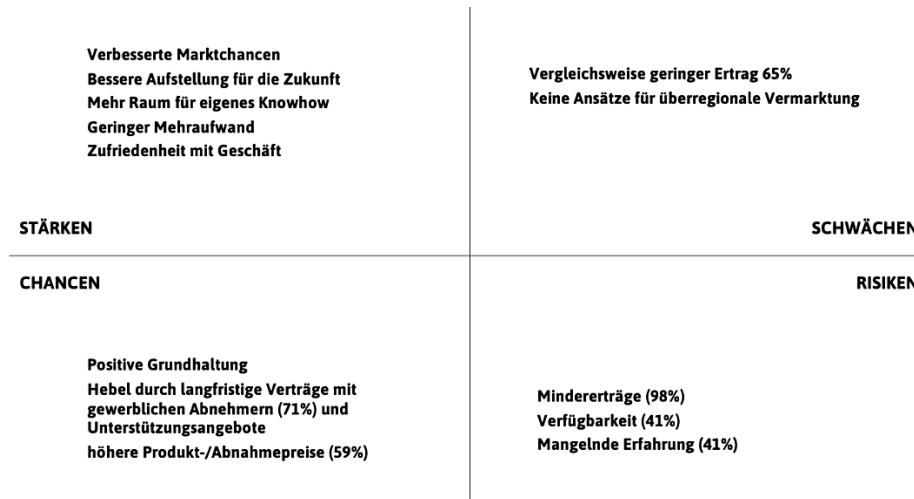 Verbesserte Marktchancen
Bessere Aufstellung für die Zukunft
Mehr Raum für eigenes Knowhow
Geringer Mehraufwand
Zufriedenheit mit Geschäft
Vergleichsweise geringer Ertrag 65%
Keine Ansätze für überregionale Vermarktung
STÄRKEN
SCHWÄCHEN
CHANCEN
RISIKEN
Positive Grundhaltung
Hebel durch langfristige Verträge mit
gewerblichen Abnehmern (71%) und
Unterstützungsangebote
höhere Produkt-/Abnahmepreise (59%)
Mindererträge (98%)
Verfügbarkeit (41%)
Mangelnde Erfahrung (41%)